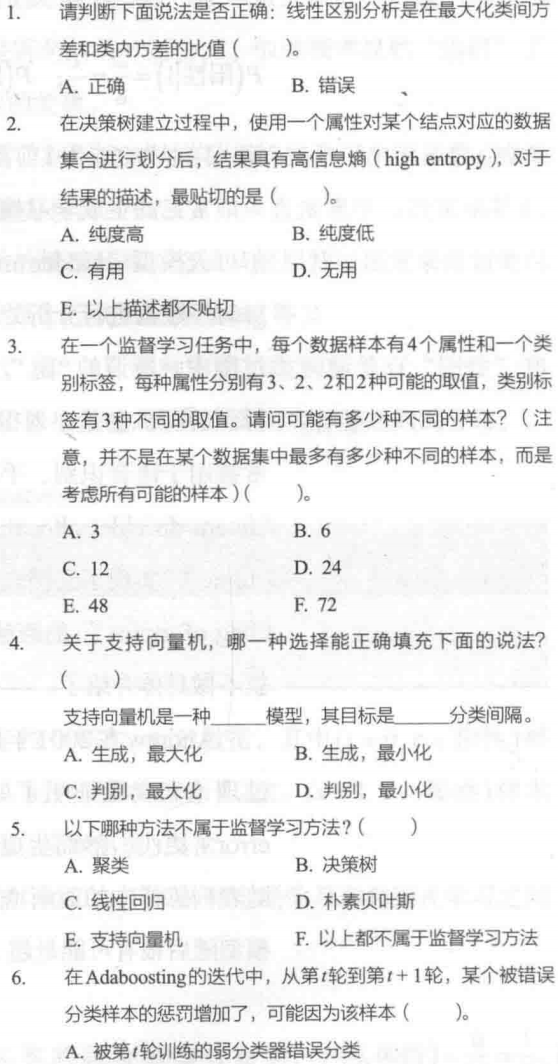 1. 请判断下面说法是否正确：线性区别分析是在最大化类间方
差和类内方差的比值（ ）。
A. 正确 B. 错误
2. 在决策树建立过程中，使用一个属性对某个结点对应的数据
集合进行划分后，结果具有高信息熵（high entropy），对于
结果的描述，最贴切的是（ ）。
A. 纯度高 B. 纯度低
C. 有用 D. 无用
E. 以上描述都不贴切
3. 在一个监督学习任务中，每个数据样本有4个属性和一个类
别标签，每种属性分别有3、2、2和2种可能的取值，类别标
签有3种不同的取值。请问可能有多少种不同的样本？（注
意，并不是在某个数据集中最多有多少种不同的样本，而是
考虑所有可能的样本）（ ）。
A. 3 B. 6
C. 12 D. 24
E. 48 F. 72
4. 关于支持向量机，哪一种选择能正确填充下面的说法？
（ ）
支持向量机是一种______模型，其目标是______分类间隔。
A. 生成，最大化 B. 生成，最小化
C. 判别，最大化 D. 判别，最小化
5. 以下哪种方法不属于监督学习方法？（ ）
A. 聚类 B. 决策树
C. 线性回归 D. 朴素贝叶斯
E. 支持向量机 F. 以上都不属于监督学习方法
6. 在Adaboosting的迭代中，从第t轮到第t+1轮，某个被错误
分类样本的惩罚增加了，可能因为该样本（ ）。
A. 被第t轮训练的弱分类器错误分类